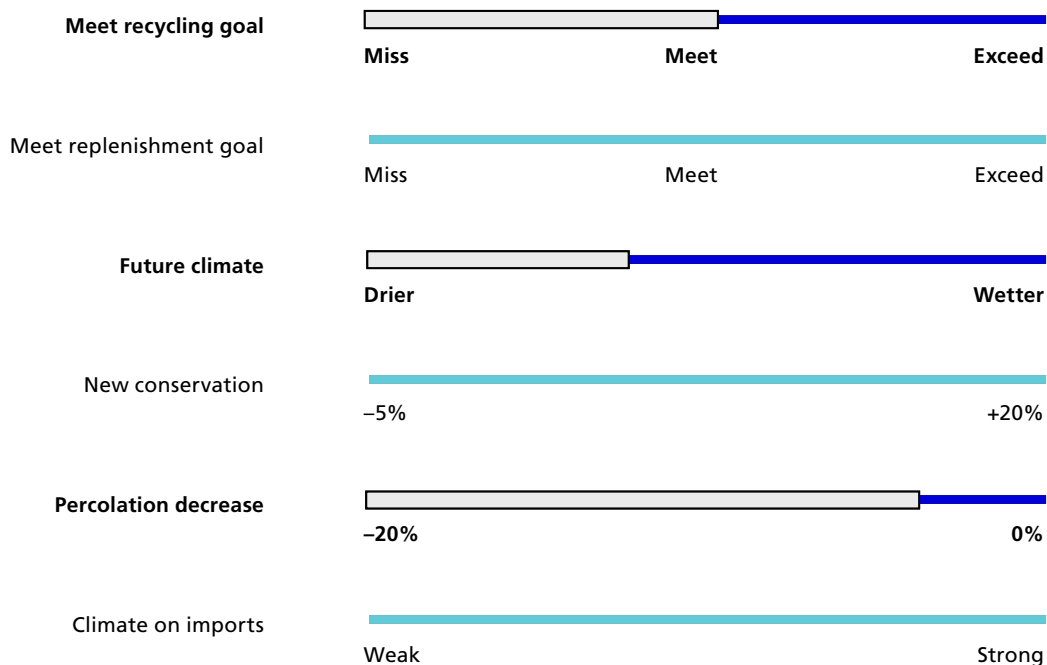 Meet recycling goal
Miss Meet Exceed
Meet replenishment goal
Miss Meet Exceed
Future climate
Drier Wetter
New conservation
–5% +20%
Percolation decrease
–20% 0%
Climate on imports
Weak Strong